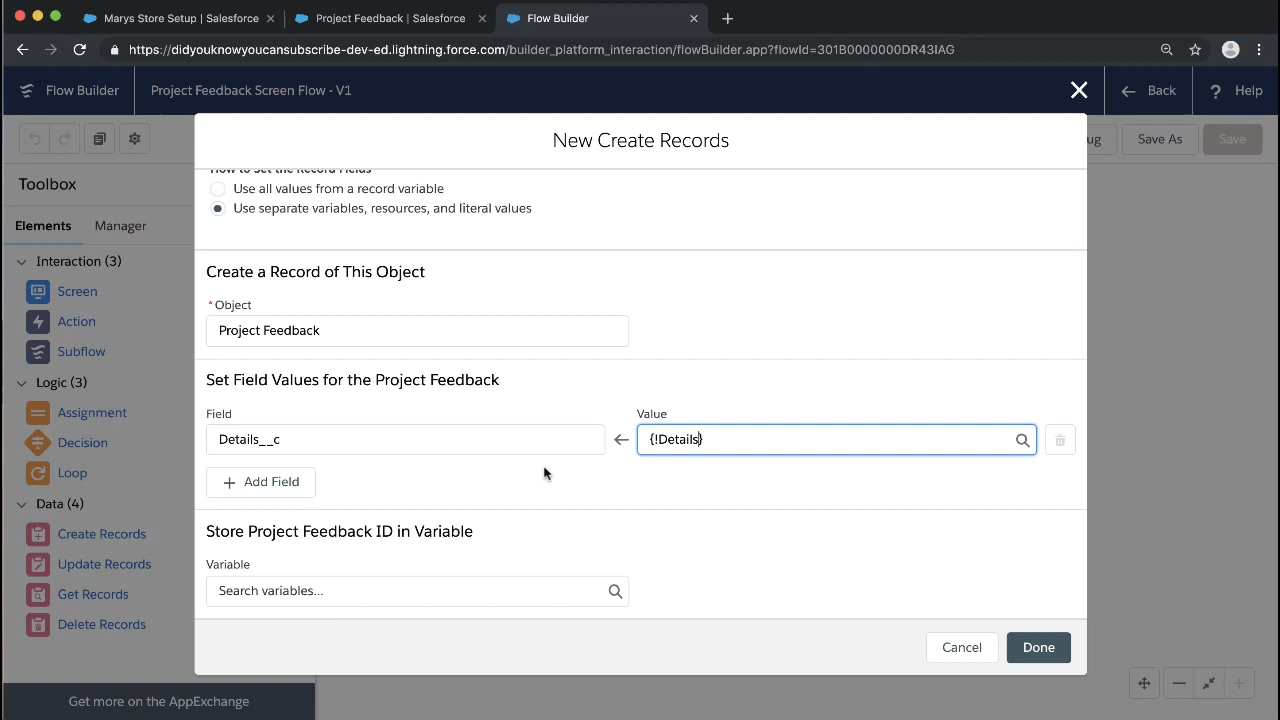 Marys Store Setup | Salesforce
Project Feedback | Salesforce
Flow Builder
https://didyouknowyoucansubscribe-dev-ed.lightning.force.com/builder_platform_interaction/flowBuilder.app?flowId=301B0000000DR43IAG
Flow Builder
Project Feedback Screen Flow - V1
Back
? Help
ug
Save As
Save
Toolbox
Elements
Manager
Interaction (3)
Screen
Action
Subflow
Logic (3)
Assignment
Decision
Loop
Data (4)
Create Records
Update Records
Get Records
Delete Records
Get more on the AppExchange
New Create Records
How to Set the Record Fields
Use all values from a record variable
Use separate variables, resources, and literal values
Create a Record of This Object
* Object
Project Feedback
Set Field Values for the Project Feedback
Field
Value
Details__c
{!Details}
+ Add Field
Store Project Feedback ID in Variable
Variable
Search variables...
Cancel
Done